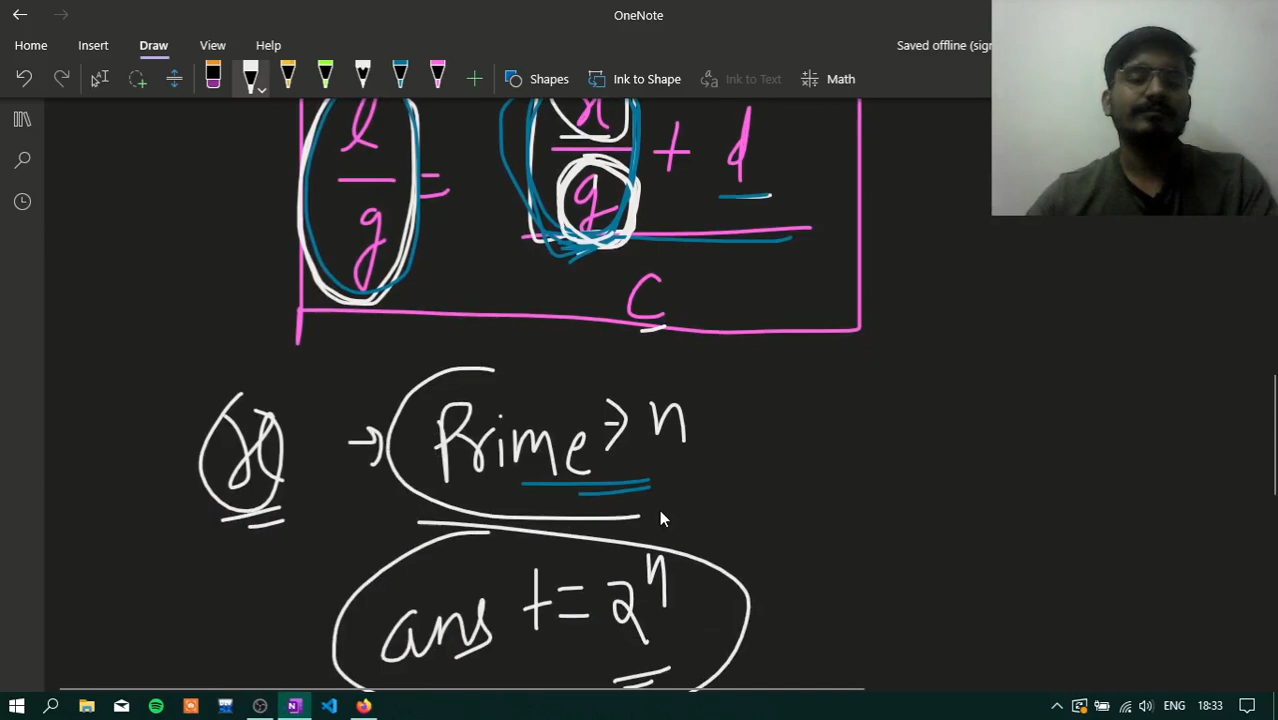 OneNote
Home Insert Draw View Help Saved offline (sign
Shapes Ink to Shape Ink to Text Math
l/g = x/g + d
C
x → Prime → n
ans += 2^n
ENG 18:33